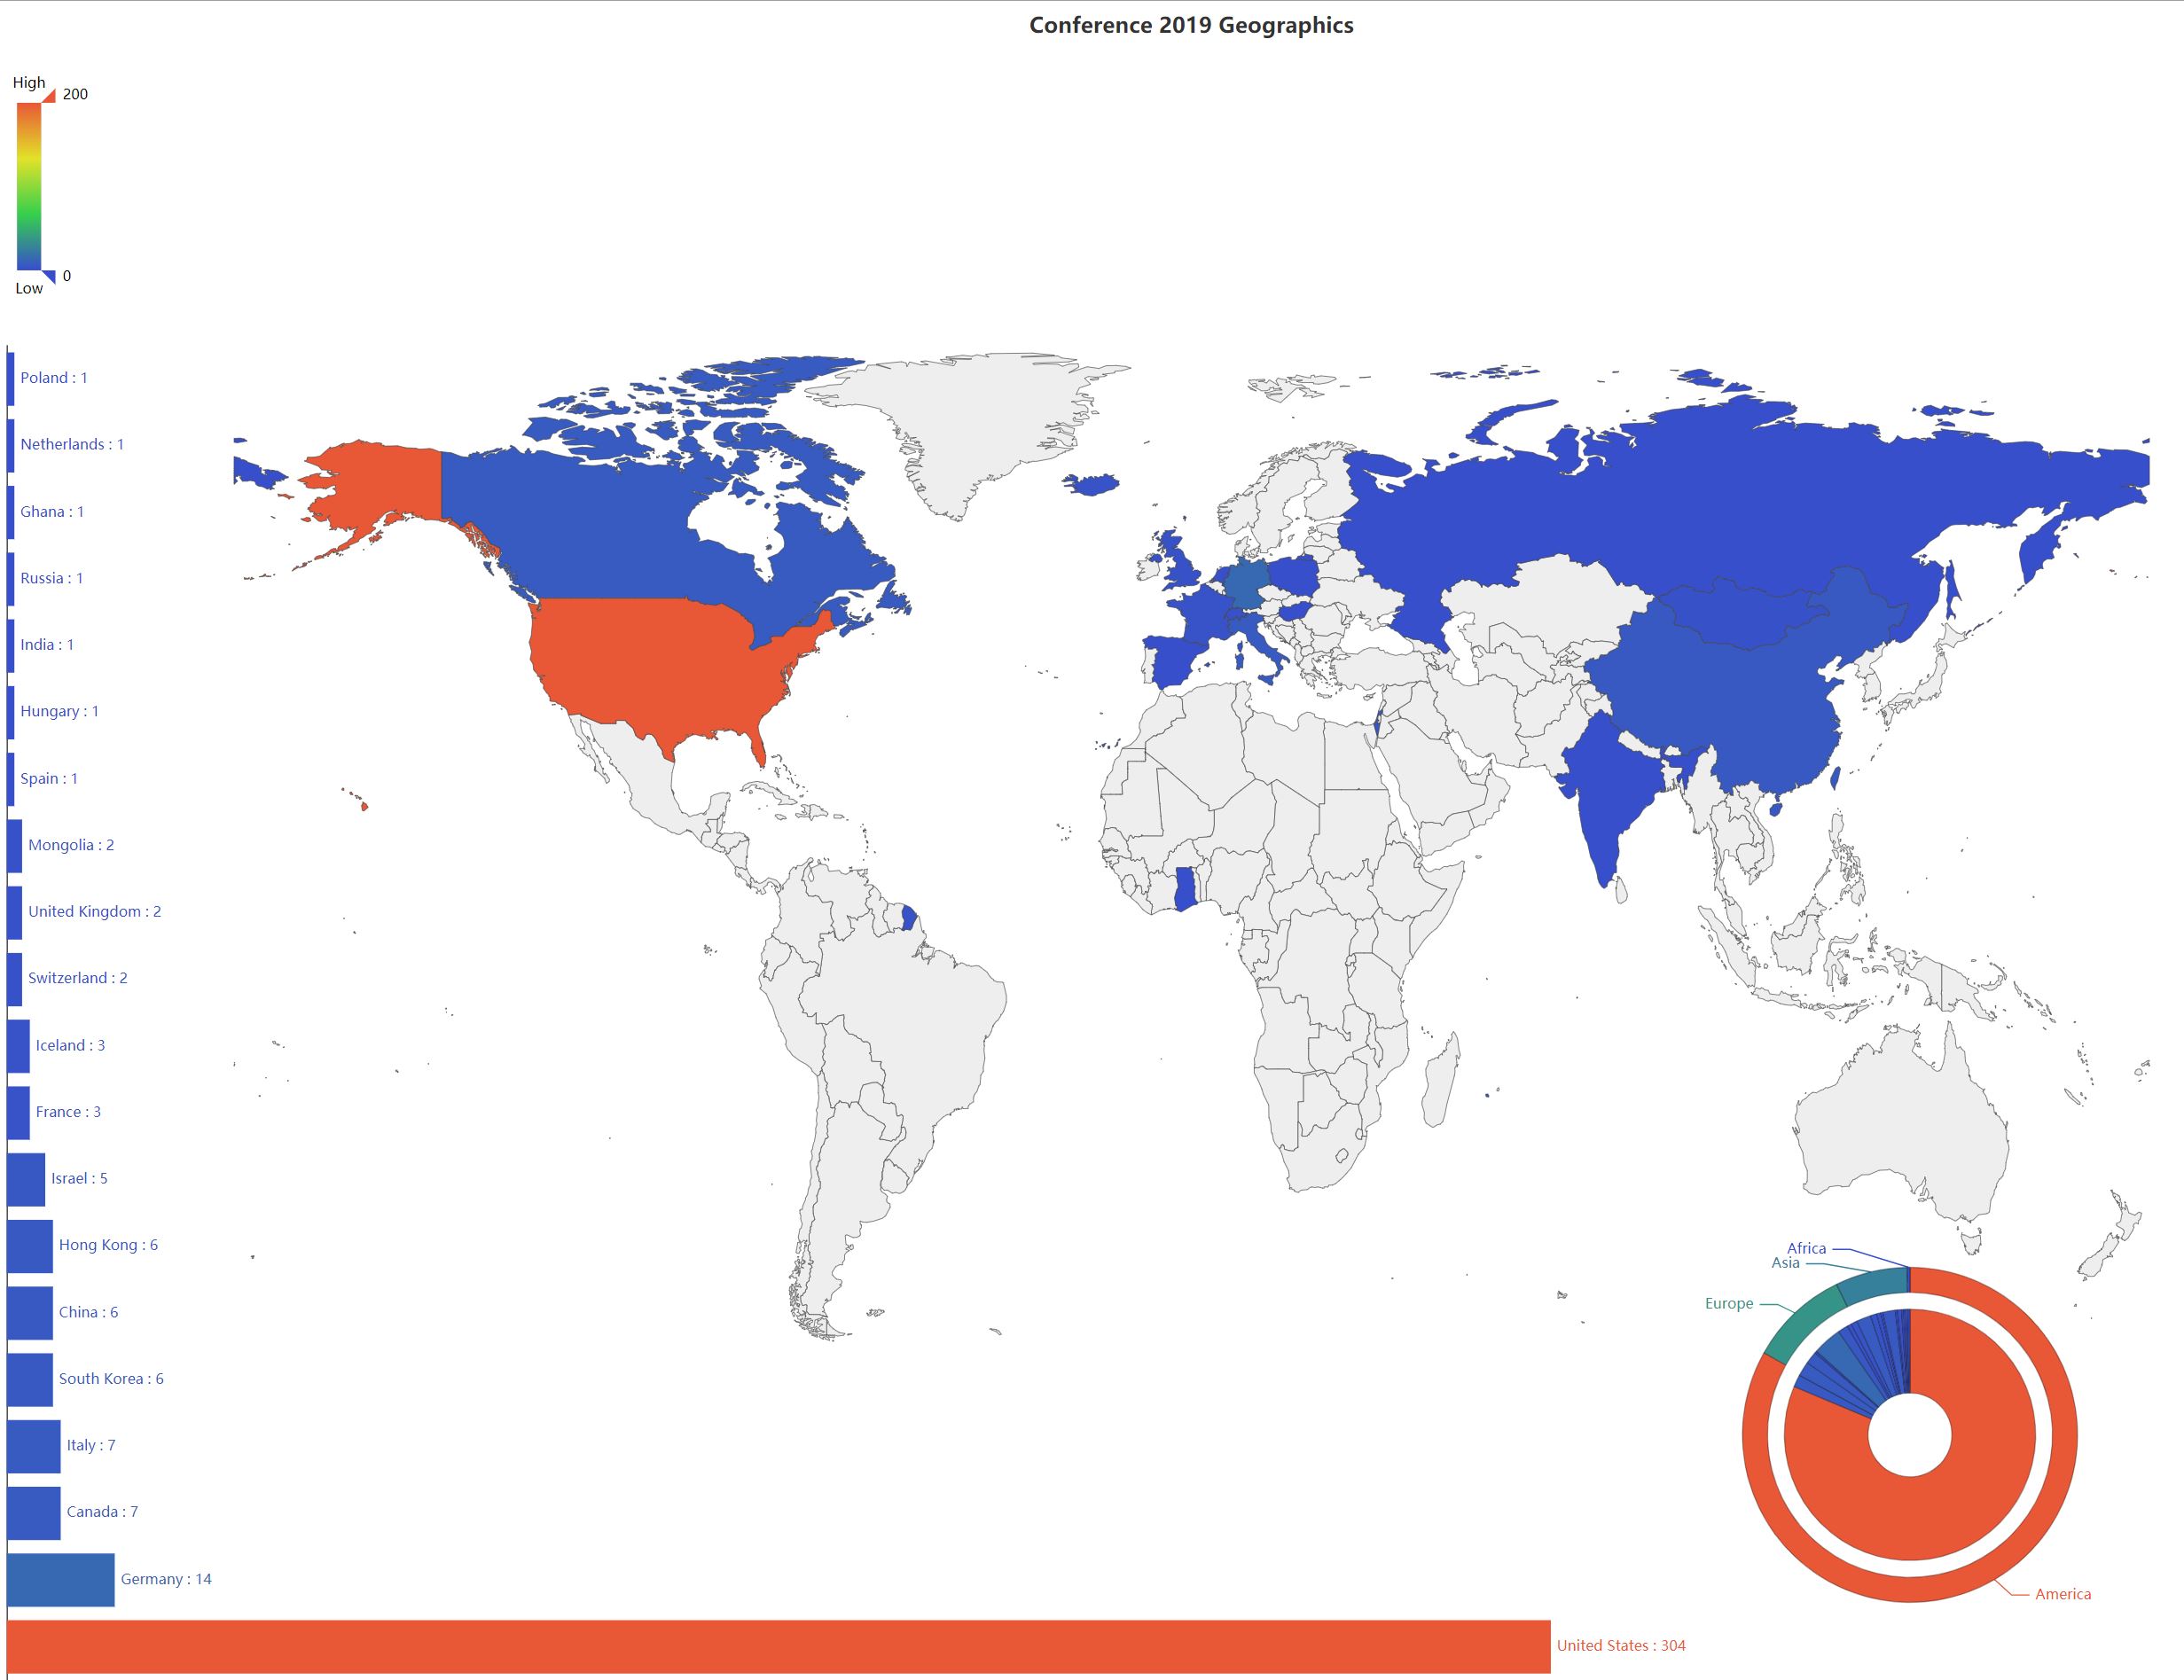 Conference 2019 Geographics
High
200
0
Low
Poland : 1
Netherlands : 1
Ghana : 1
Russia : 1
India : 1
Hungary : 1
Spain : 1
Mongolia : 2
United Kingdom : 2
Switzerland : 2
Iceland : 3
France : 3
Israel : 5
Hong Kong : 6
China : 6
South Korea : 6
Italy : 7
Canada : 7
Germany : 14
United States : 304
Africa
Asia
Europe
America